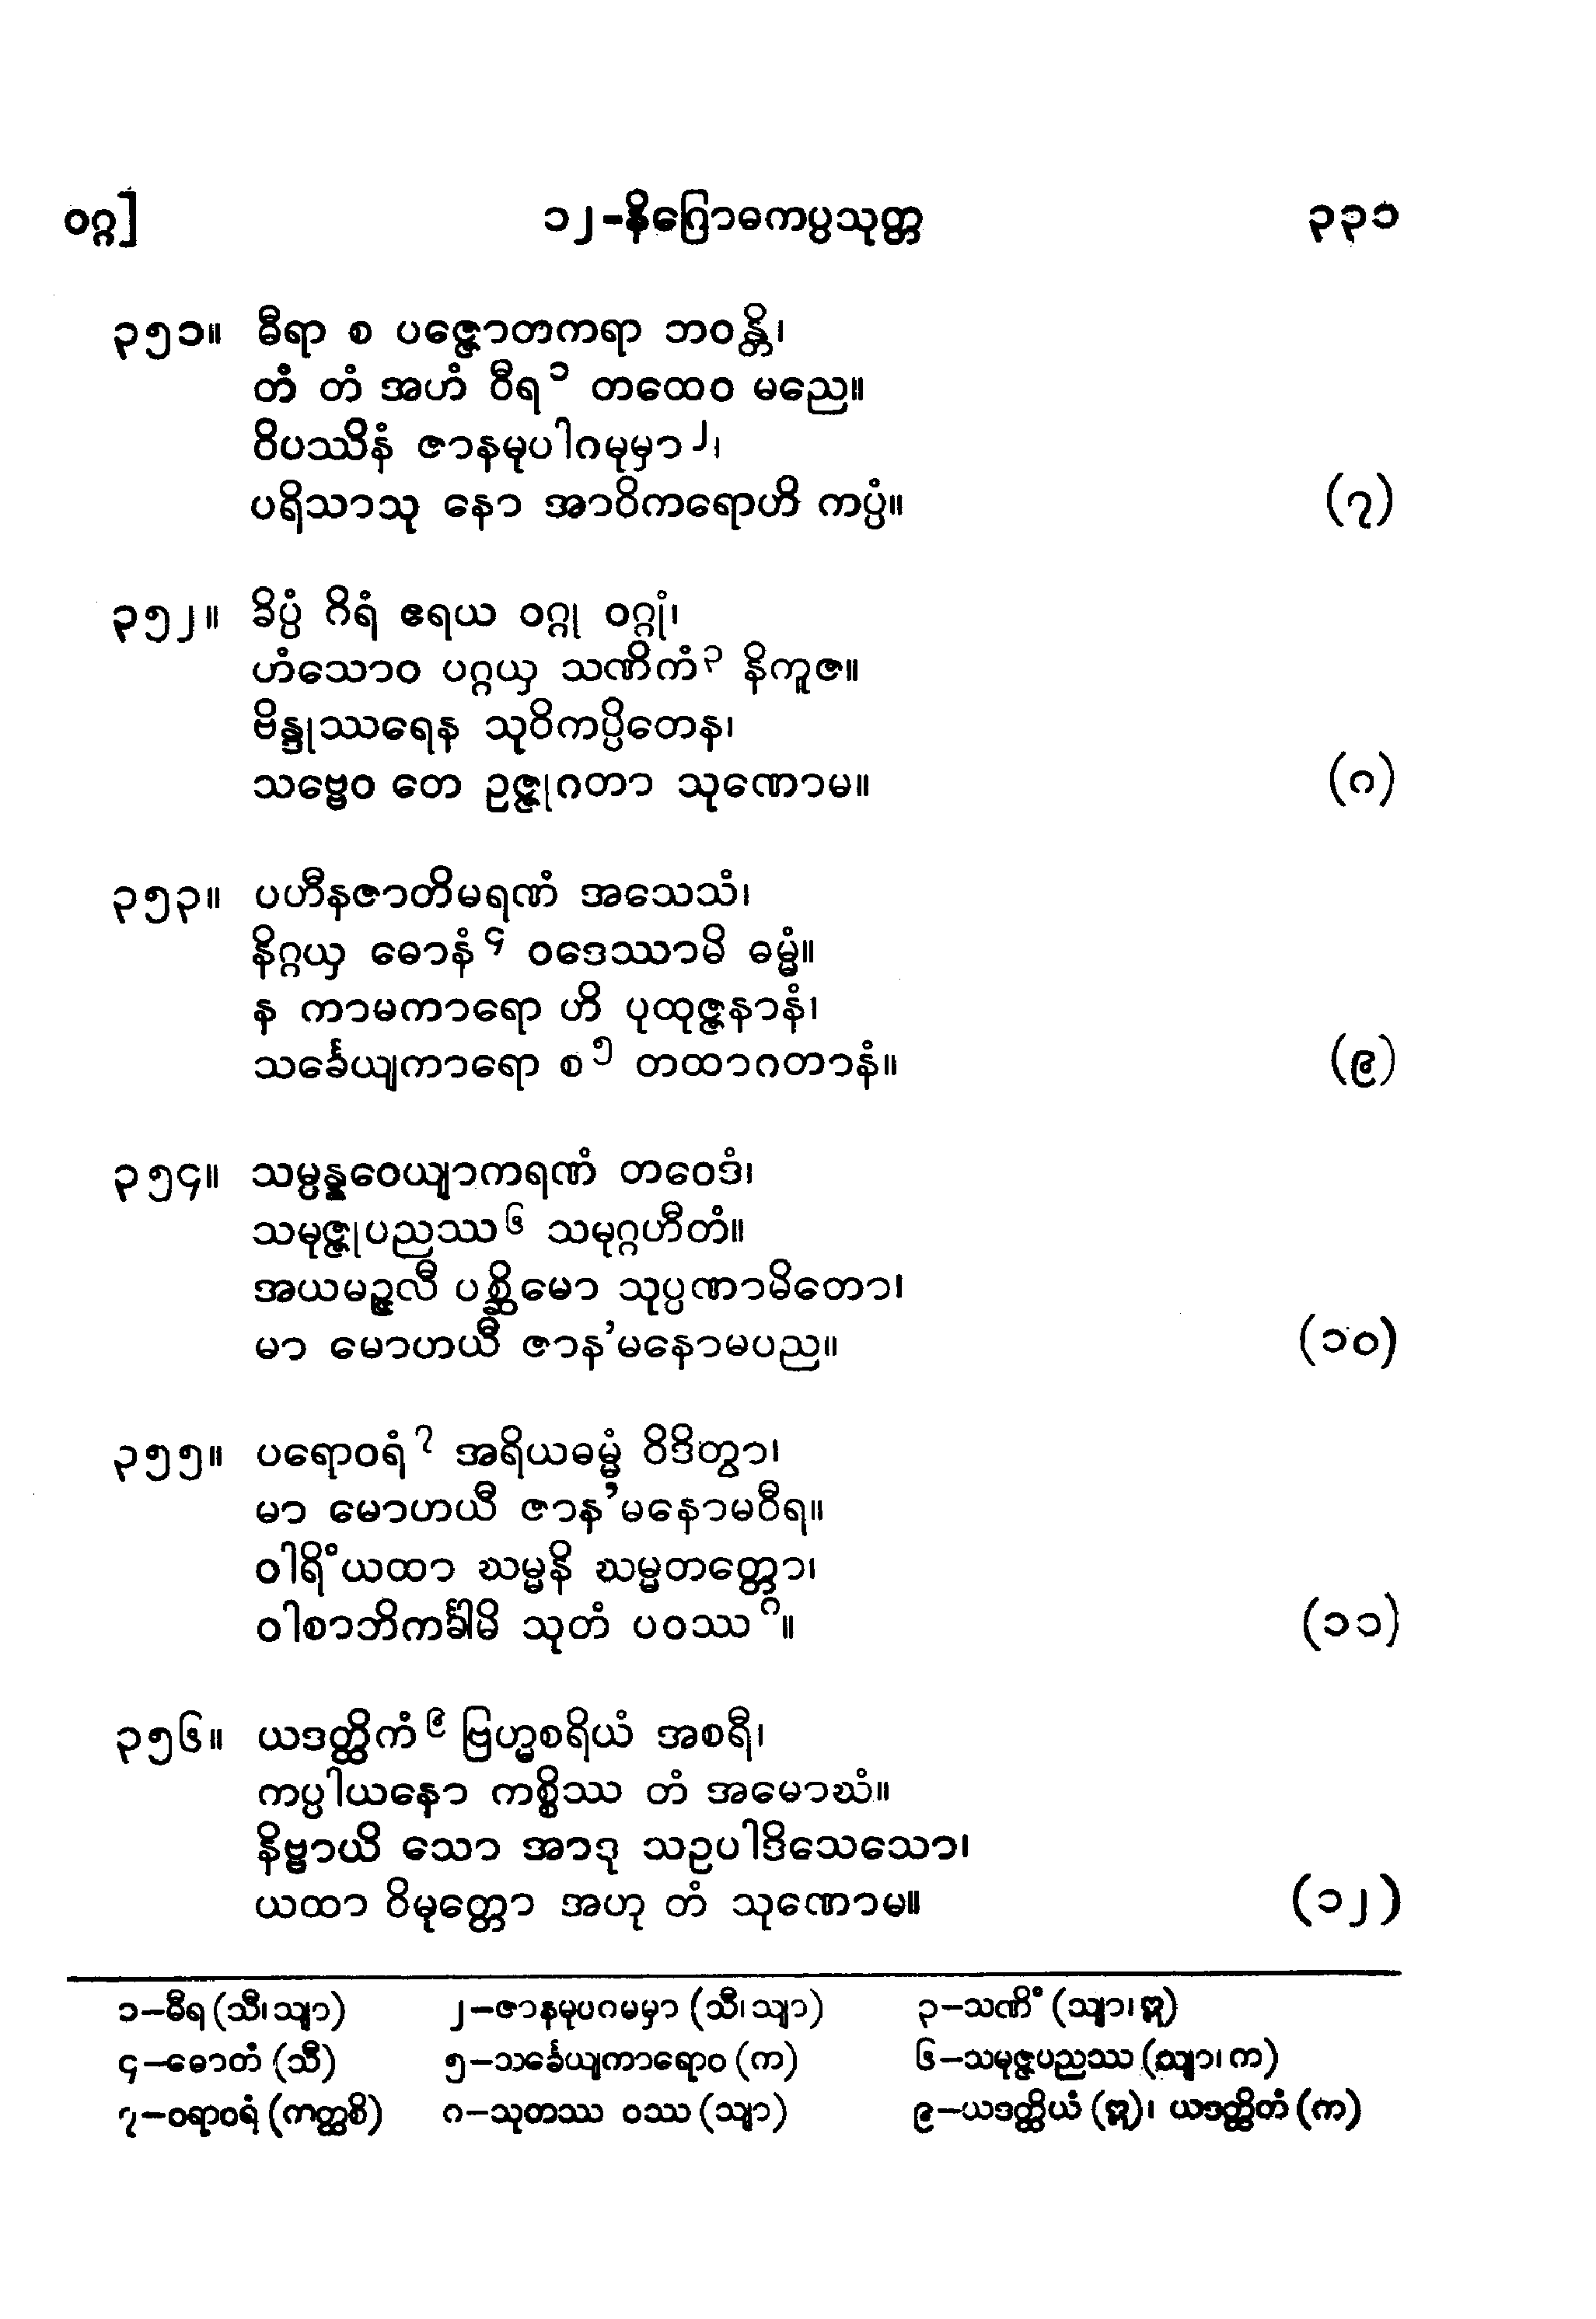 ဝဂ္ဂ] ၁၂-နိဂြောဓကပ္ပသုတ္တ ၃၃၁
၃၅၁။ ဓီရာ စ ပဇ္ဇောတကရာ ဘဝန္တိ၊
တံ တံ အဟံ ဝီရ၁ တထေဝ မညေ။
ဝိပဿိနံ ဇာနမုပါဂမုမှာ၂၊
ပရိသာသု နော အာဝိကရောဟိ ကပ္ပံ။ (၇)
၃၅၂။ ခိပ္ပံ ဂိရံ ဧရယ ဝဂ္ဂု ဝဂ္ဂုံ၊
ဟံသောဝ ပဂ္ဂယှ သဏိကံ၃ နိကူဇ။
ဗိန္ဒုဿရေန သုဝိကပ္ပိတေန၊
သဗ္ဗေဝ တေ ဥဇ္ဇုဂတာ သုဏောမ။ (၈)
၃၅၃။ ပဟီနဇာတိမရဏံ အသေသံ၊
နိဂ္ဂယှ ဓောနံ၄ ဝဒေဿာမိ ဓမ္မံ။
န ကာမကာရော ဟိ ပုထုဇ္ဇနာနံ၊
သင်္ခေယျကာရော စ၅ တထာဂတာနံ။ (၉)
၃၅၄။ သမ္ပန္နဝေယျာကရဏံ တဝေဒံ၊
သမုဇ္ဇုပညဿ၆ သမုဂ္ဂဟီတံ။
အယမဉ္ဇလီ ပစ္ဆိမော သုပ္ပဏာမိတော၊
မာ မောဟယီ ဇာန’မနောမပည။ (၁၀)
၃၅၅။ ပရောဝရံ၇ အရိယဓမ္မံ ဝိဒိတွာ၊
မာ မောဟယီ ဇာန’မနောမဝီရ။
ဝါရိံ ယထာ ဃမ္မနိ ဃမ္မတတ္တော၊
ဝါစာဘိကင်္ခါမိ သုတံ ပဝဿ၈။ (၁၁)
၃၅၆။ ယဒတ္ထိကံ၉ ဗြဟ္မစရိယံ အစရီ၊
ကပ္ပါယနော ကစ္စိဿ တံ အမောဃံ။
နိဗ္ဗာယိ သော အာဒု သဥပါဒိသေသော၊
ယထာ ဝိမုတ္တော အဟု တံ သုဏောမ။ (၁၂)
၁–ဓီရ (သီ၊ သျာ) ၂–ဇာနမုပဂမမှာ (သီ၊ သျာ) ၃–သဏိံ (သျာ၊ ဣ)
၄–ဓောတံ (သီ) ၅–သင်္ခေယျကာရောဝ (က) ၆–သမုဇ္ဇပညဿ (သျာ၊ က)
၇–ဝရာဝရံ (ကတ္ထစိ) ၈–သုတဿ ဝဿ (သျာ) ၉–ယဒတ္ထိယံ (ဣ)၊ ယဒတ္ထိတံ (က)